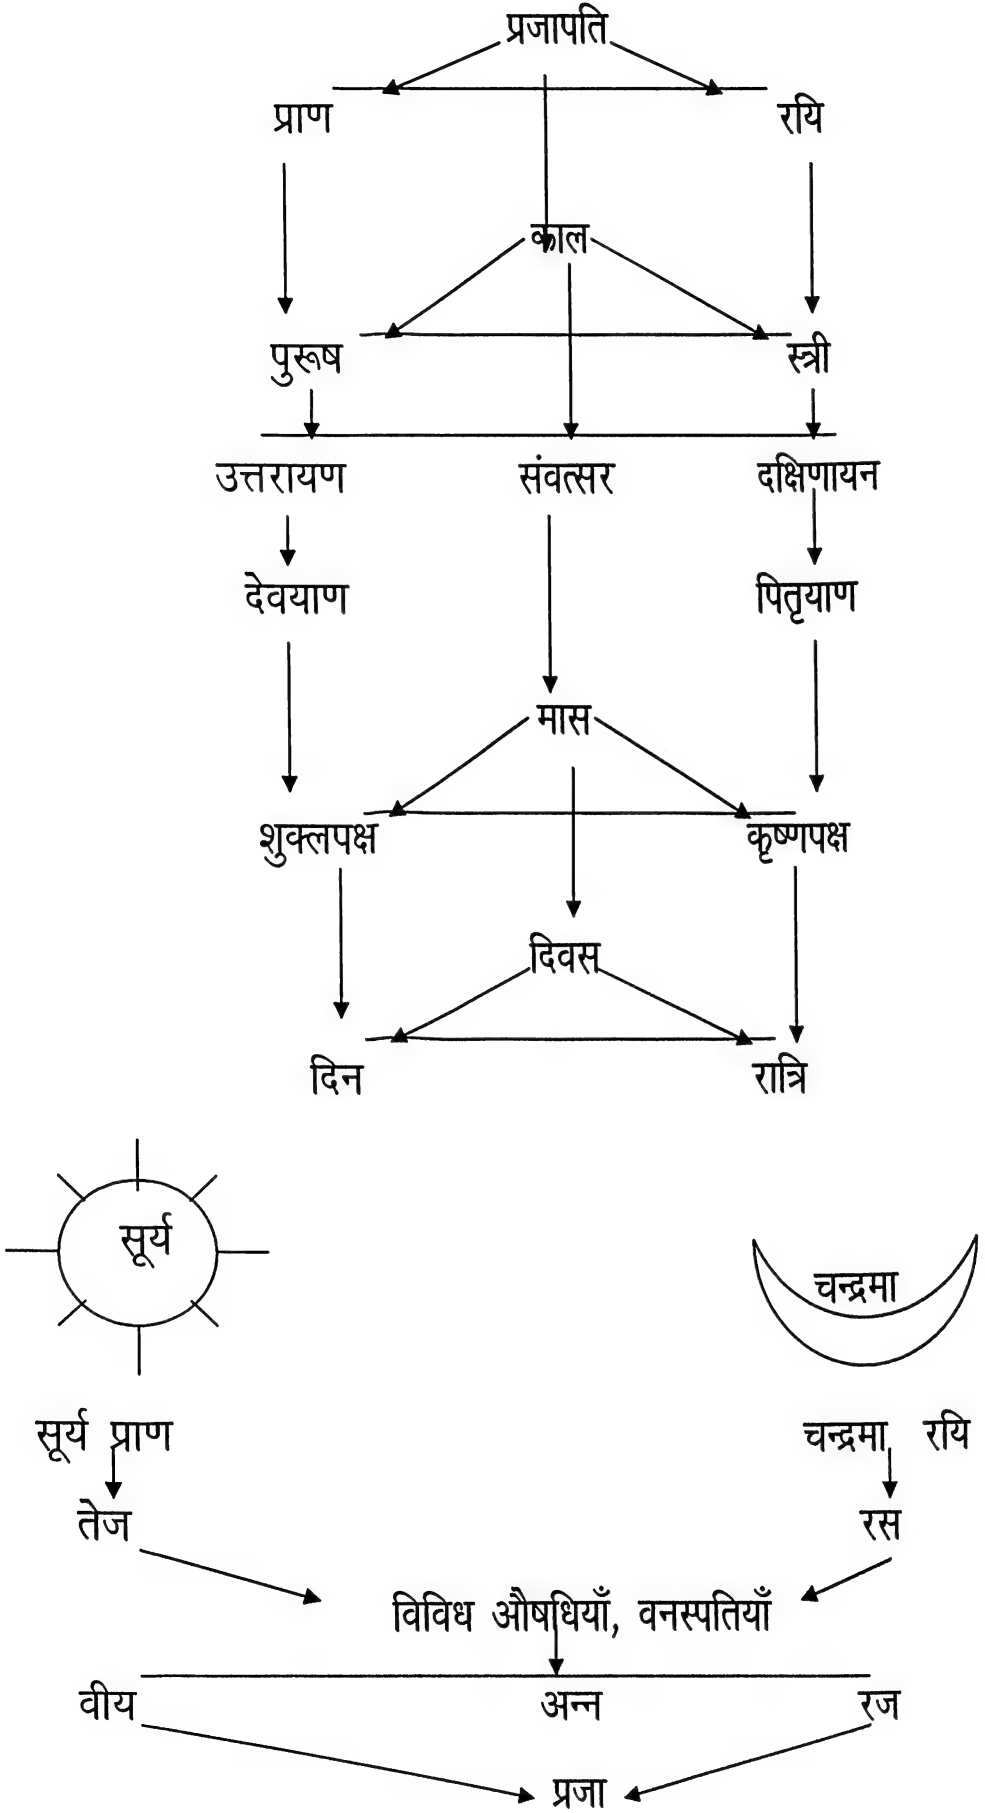 प्रजापति
प्राण रयि
काल
पुरूष स्त्री
उत्तरायण संवत्सर दक्षिणायन
देवयाण पितृयाण
मास
शुक्लपक्ष कृष्णपक्ष
दिवस
दिन रात्रि
सूर्य
चन्द्रमा
सूर्य प्राण चन्द्रमा रयि
तेज रस
विविध औषधियाँ, वनस्पतियाँ
वीय अन्न रज
प्रजा